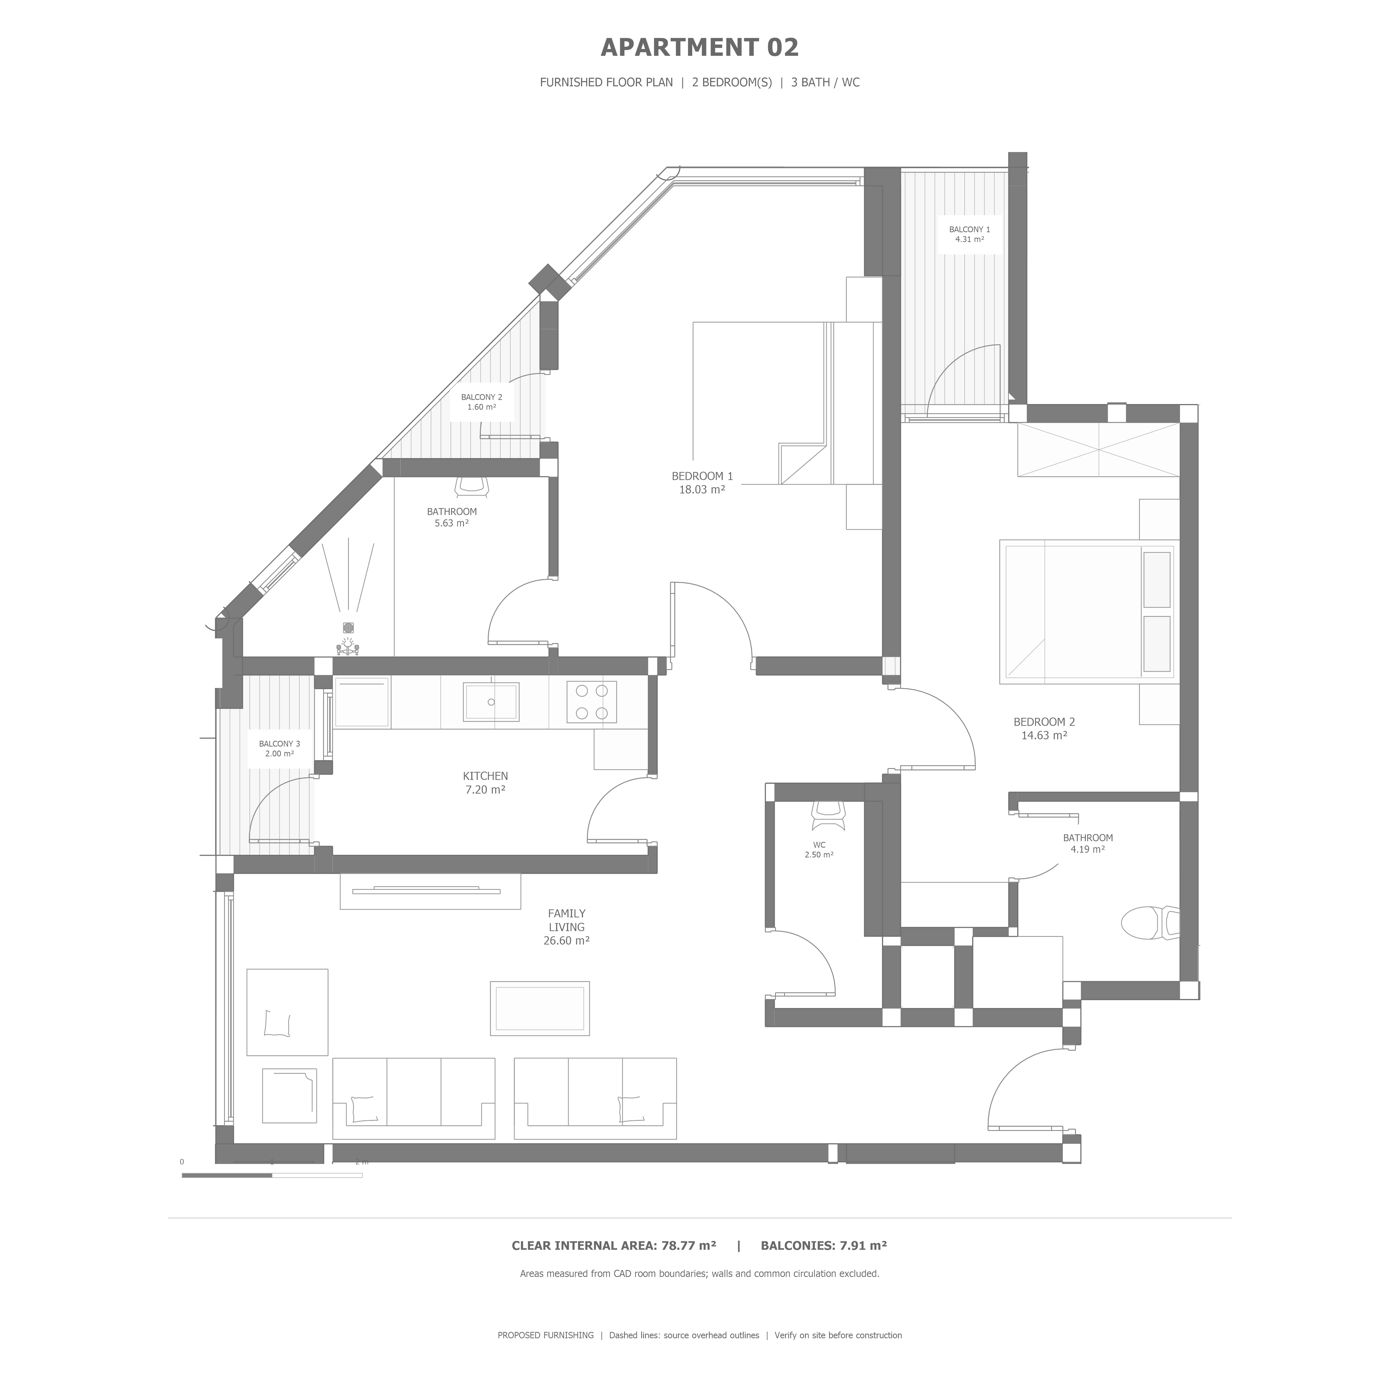 APARTMENT 02
FURNISHED FLOOR PLAN | 2 BEDROOM(S) | 3 BATH / WC
BALCONY 1
4.31 m²
BALCONY 2
1.60 m²
BEDROOM 1
18.03 m²
BATHROOM
5.63 m²
BEDROOM 2
14.63 m²
BALCONY 3
2.00 m²
KITCHEN
7.20 m²
BATHROOM
4.19 m²
WC
2.50 m²
FAMILY
LIVING
26.60 m²
0 1 2 m
CLEAR INTERNAL AREA: 78.77 m² | BALCONIES: 7.91 m²
Areas measured from CAD room boundaries; walls and common circulation excluded.
PROPOSED FURNISHING | Dashed lines: source overhead outlines | Verify on site before construction